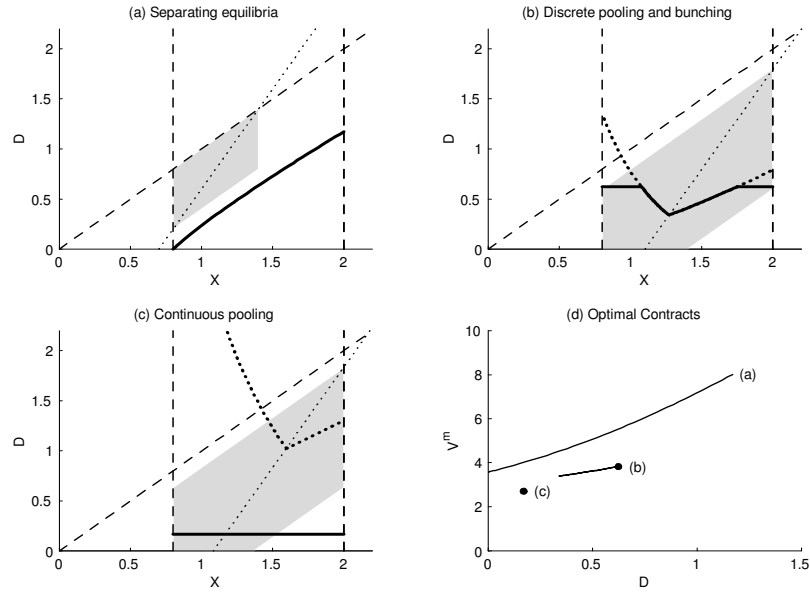 (a) Separating equilibria
2
1.5
D
1
0.5
0
0 0.5 1 1.5 2
X
(b) Discrete pooling and bunching
2
1.5
D
1
0.5
0
0 0.5 1 1.5 2
X
(c) Continuous pooling
2
1.5
D
1
0.5
0
0 0.5 1 1.5 2
X
(d) Optimal Contracts
10
8
(a)
6
V^m
4
(b)
(c)
2
0
0 0.5 1 1.5
D